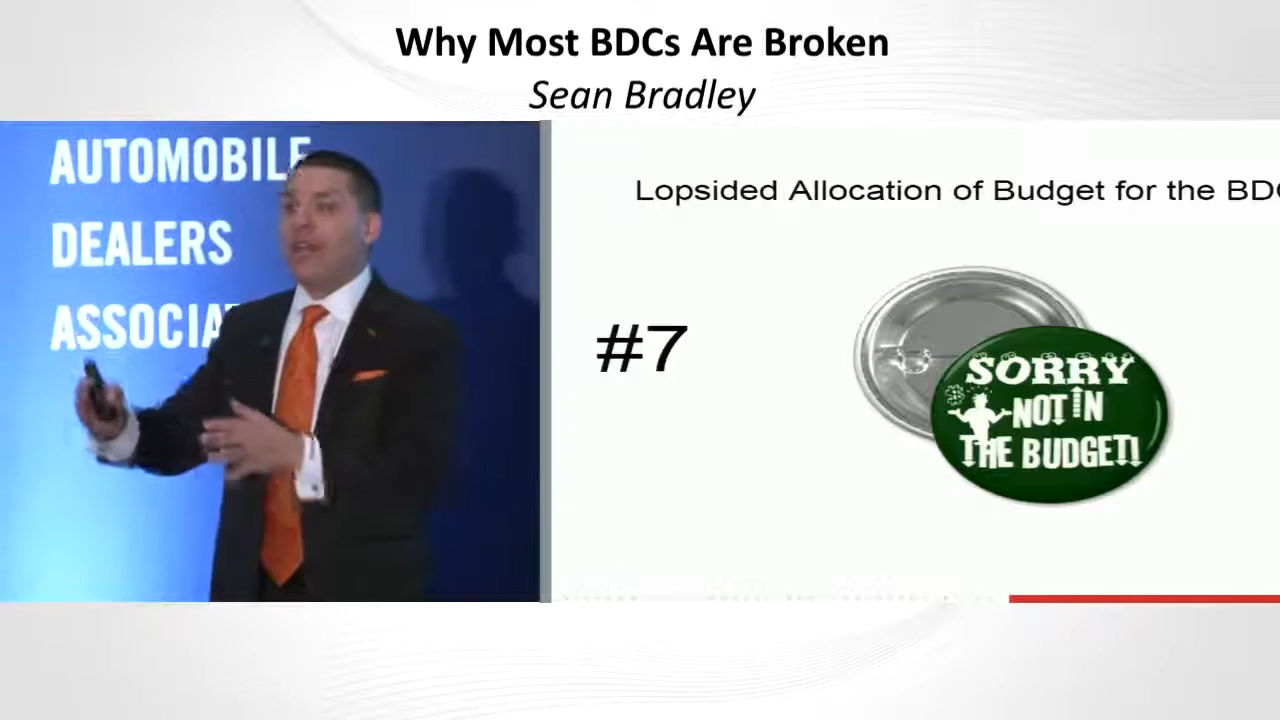 Why Most BDCs Are Broken
Sean Bradley
AUTOMOBILE
DEALERS
ASSOCIA
Lopsided Allocation of Budget for the BDC
#7
SORRY
NOT IN
THE BUDGET!